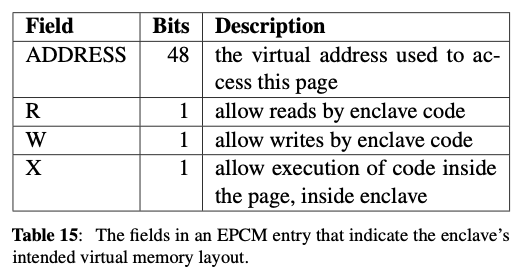 Field Bits Description
ADDRESS 48 the virtual address used to ac-
cess this page
R 1 allow reads by enclave code
W 1 allow writes by enclave code
X 1 allow execution of code inside
the page, inside enclave
Table 15: The fields in an EPCM entry that indicate the enclave's
intended virtual memory layout.